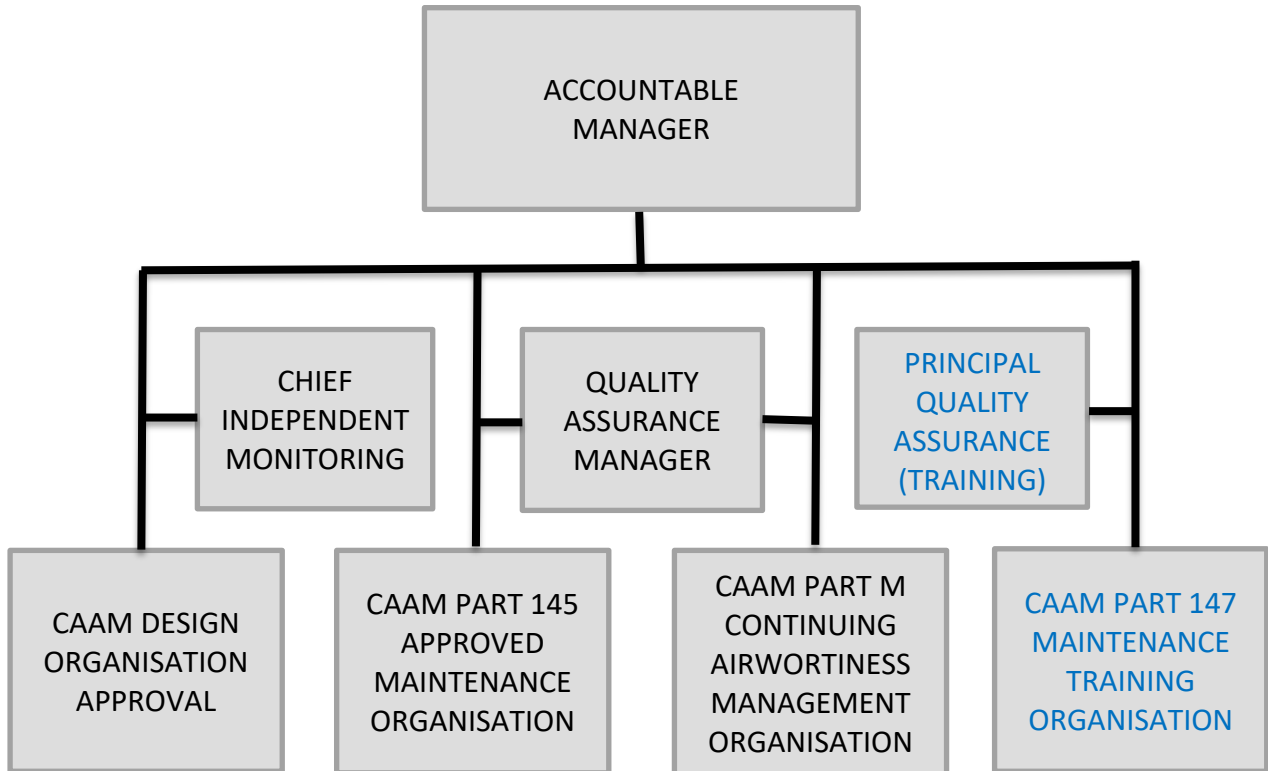 ACCOUNTABLE
MANAGER
CHIEF
INDEPENDENT
MONITORING
QUALITY
ASSURANCE
MANAGER
PRINCIPAL
QUALITY
ASSURANCE
(TRAINING)
CAAM DESIGN
ORGANISATION
APPROVAL
CAAM PART 145
APPROVED
MAINTENANCE
ORGANISATION
CAAM PART M
CONTINUING
AIRWORTINESS
MANAGEMENT
ORGANISATION
CAAM PART 147
MAINTENANCE
TRAINING
ORGANISATION